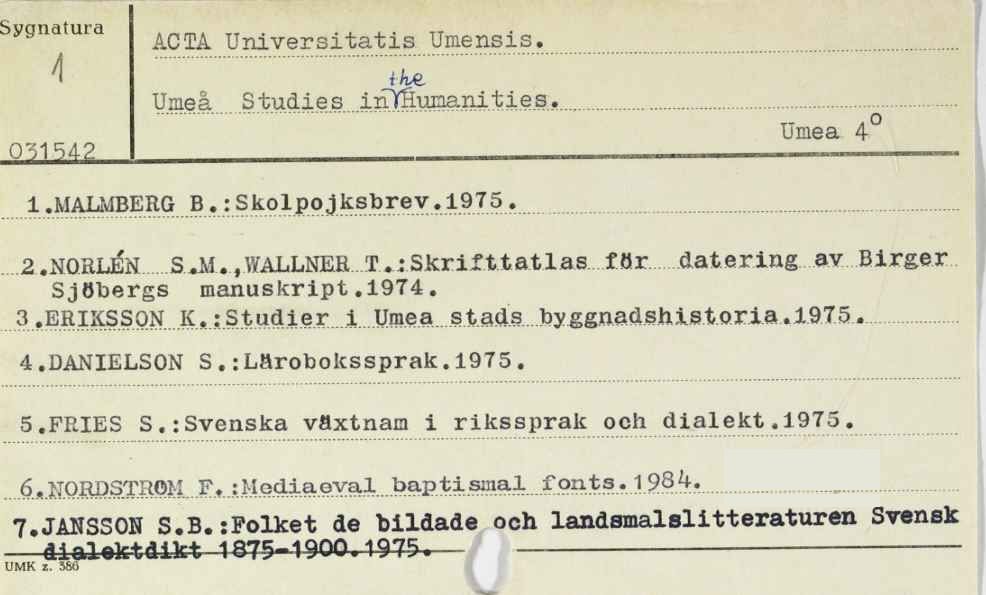 Sygnatura
1
031542
ACTA Universitatis Umensis.
the
Umeå Studies in Humanities.
Umea 4°
1.MALMBERG B.:Skolpojksbrev.1975.
2.NORLÉN S.M.,WALLNER T.:Skrifttatlas för datering av Birger
Sjöbergs manuskript.1974.
3.ERIKSSON K.:Studier i Umea stads byggnadshistoria.1975.
4.DANIELSON S.:Lärobokssprak.1975.
5.FRIES S.:Svenska växtnam i rikssprak och dialekt.1975.
6.NORDSTROM F.:Mediaeval baptismal fonts.1984.
7.JANSSON S.B.:Folket de bildade och landsmalslitteraturen Svensk
dialektdikt 1875-1900.1975.
UMK z. 386